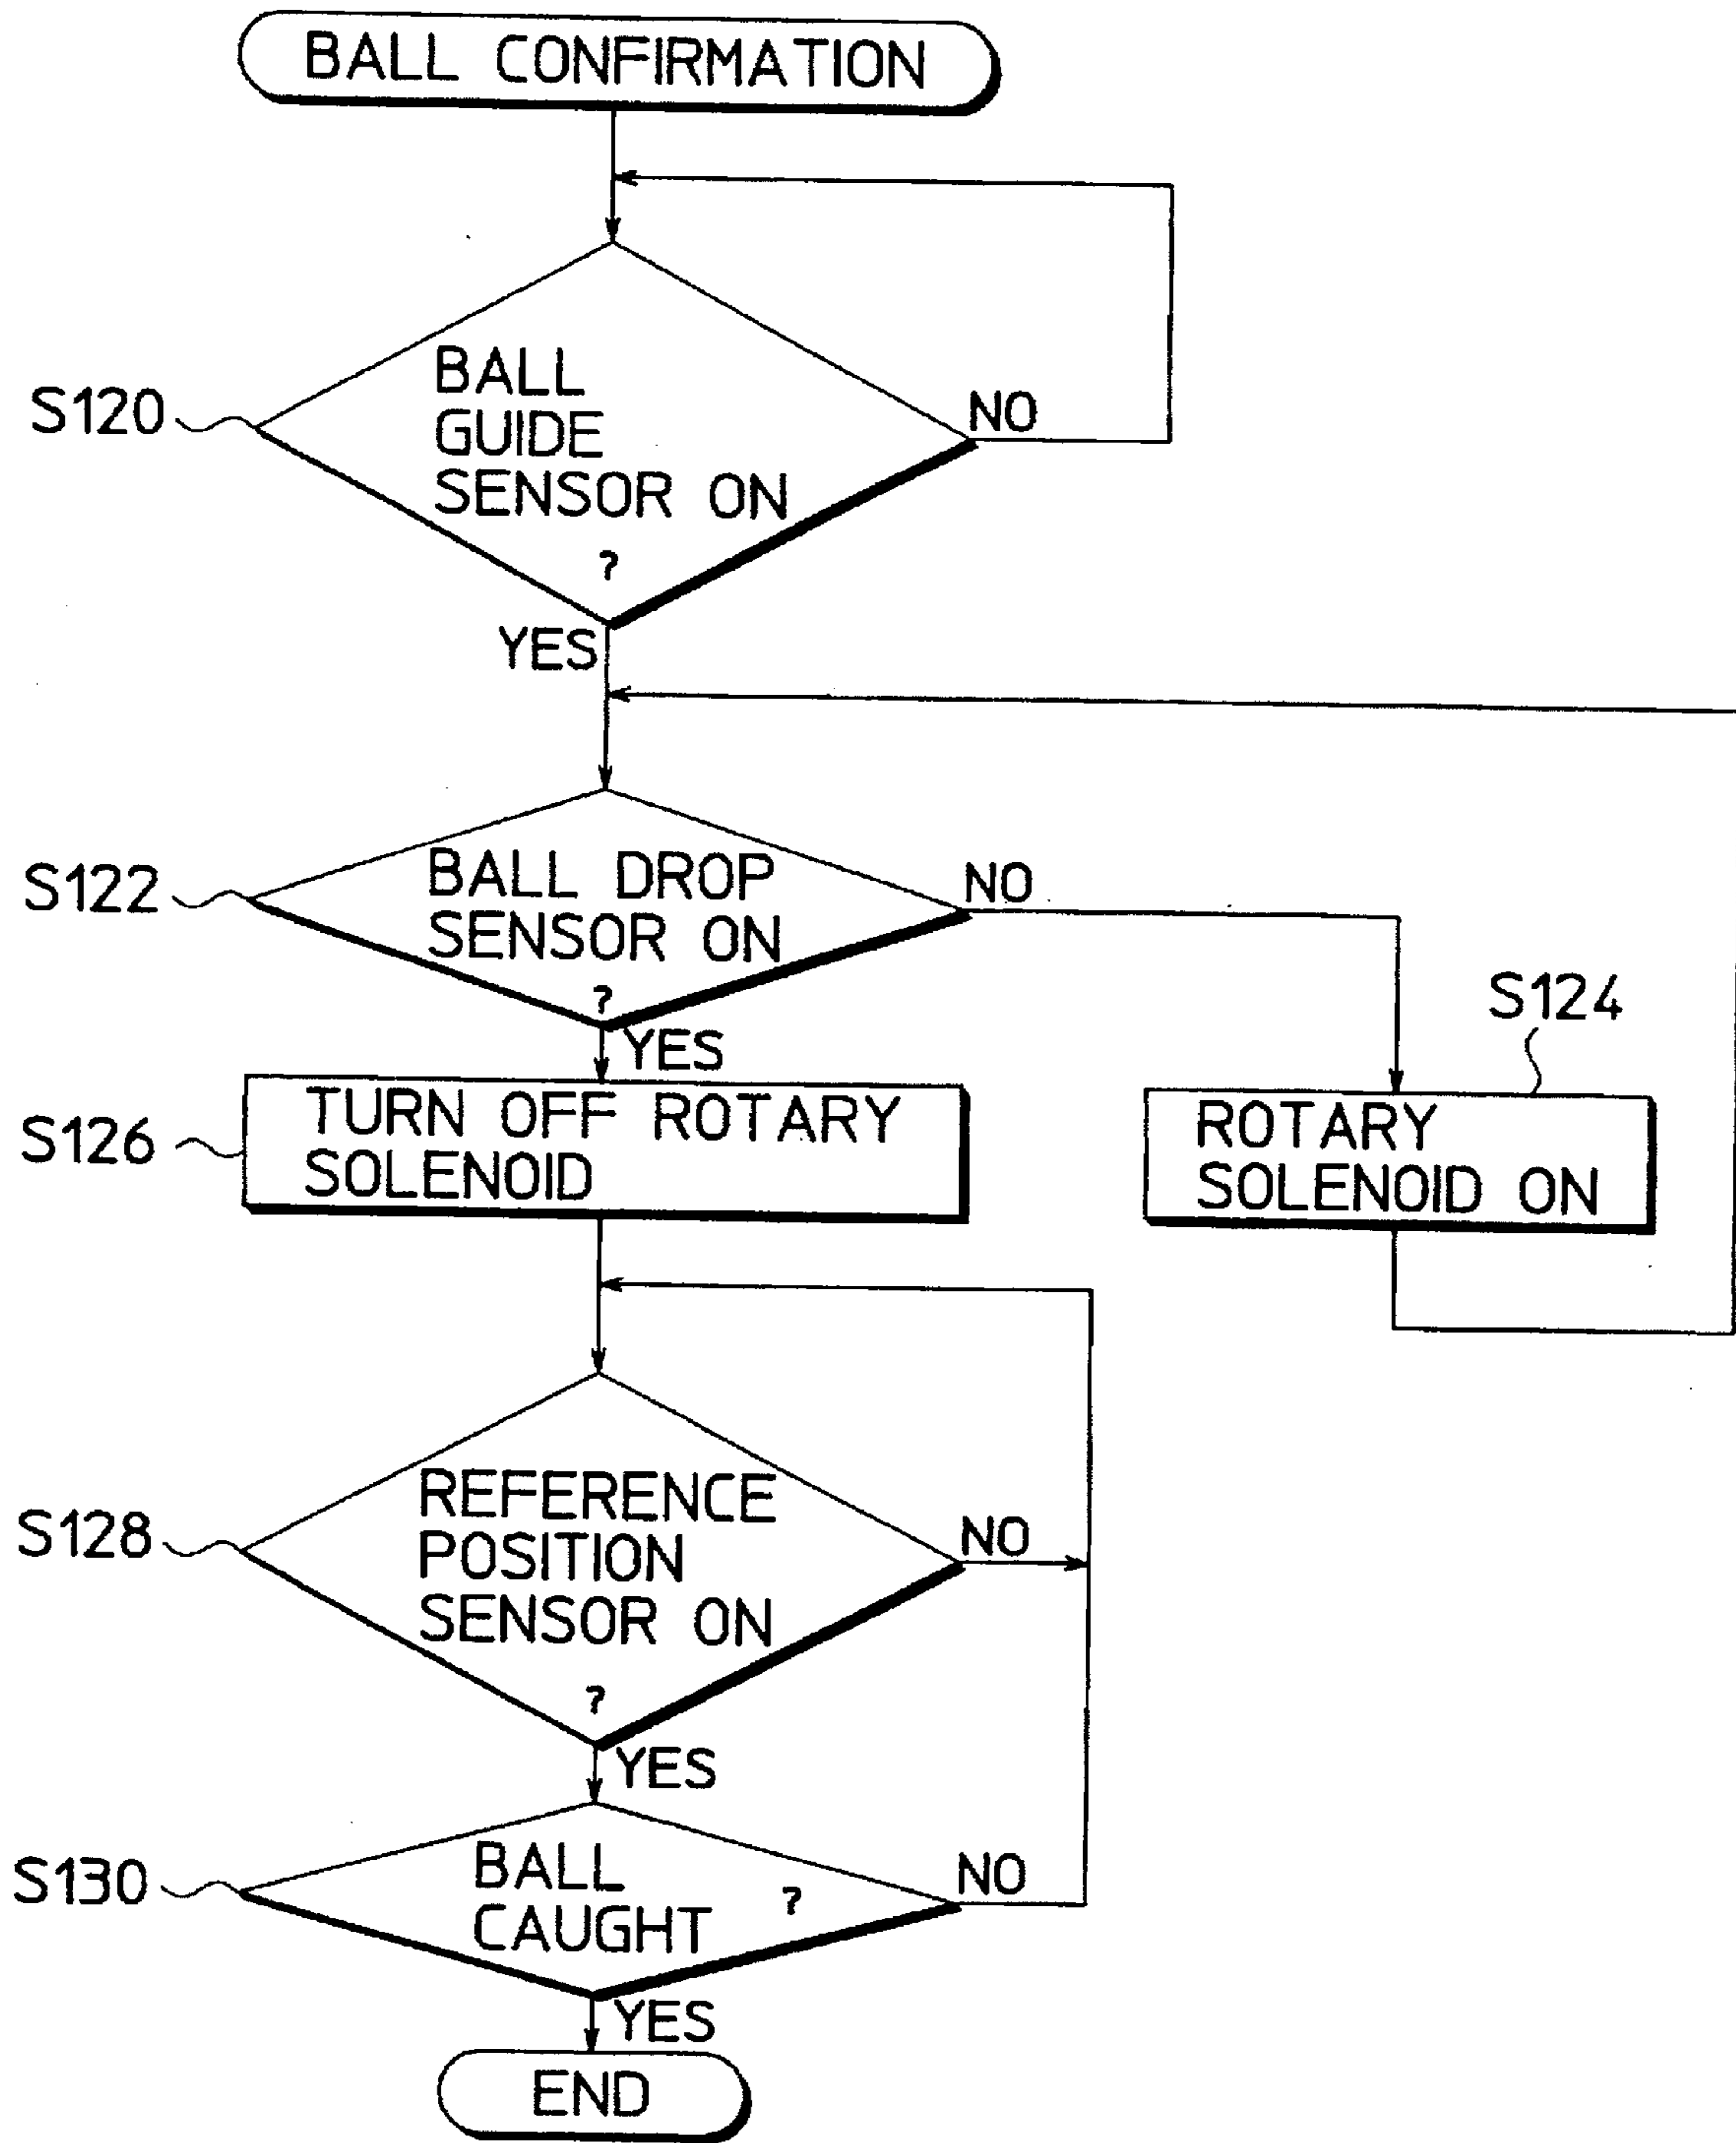 BALL CONFIRMATION
S120
BALL
GUIDE
SENSOR ON
?
NO
YES
S122
BALL DROP
SENSOR ON
?
NO
YES
S124
ROTARY
SOLENOID ON
S126
TURN OFF ROTARY
SOLENOID
S128
REFERENCE
POSITION
SENSOR ON
?
NO
YES
S130
BALL
CAUGHT ?
NO
YES
END